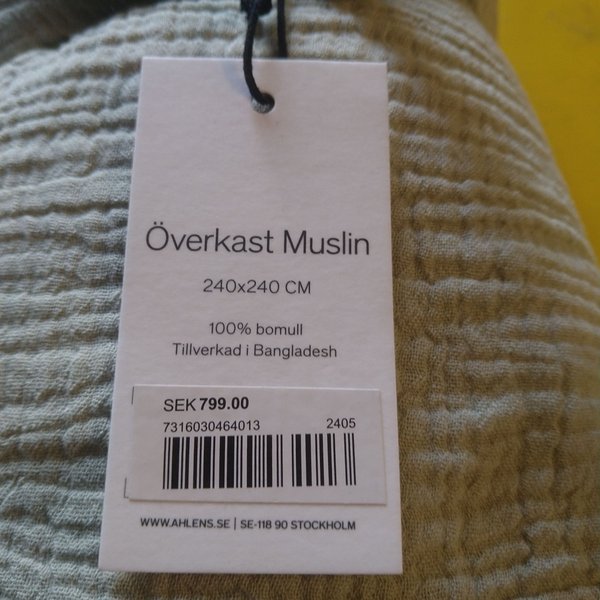 Överkast Muslin
240x240 CM
100% bomull
Tillverkad i Bangladesh
SEK 799.00
7316030464013 2405
WWW.AHLENS.SE | SE-118 90 STOCKHOLM